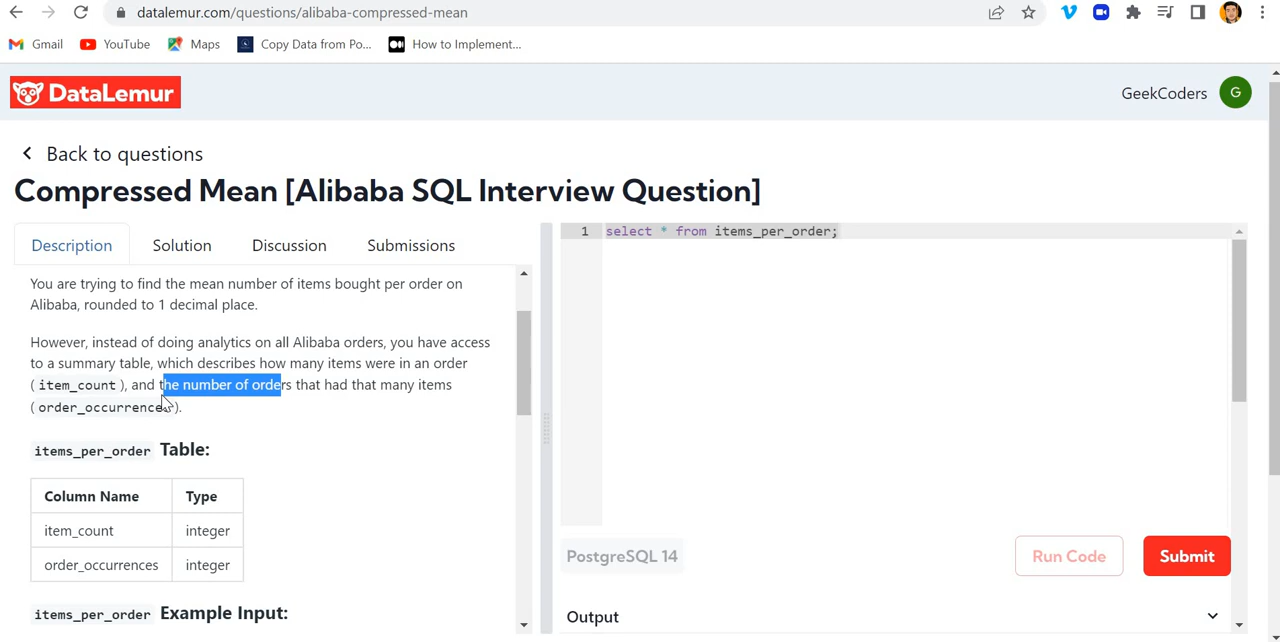 datalemur.com/questions/alibaba-compressed-mean
Gmail YouTube Maps Copy Data from Po... How to Implement...
DataLemur
GeekCoders G
Back to questions
Compressed Mean [Alibaba SQL Interview Question]
Description Solution Discussion Submissions
You are trying to find the mean number of items bought per order on
Alibaba, rounded to 1 decimal place.
However, instead of doing analytics on all Alibaba orders, you have access
to a summary table, which describes how many items were in an order
( item_count ), and the number of orders that had that many items
( order_occurrences ).
items_per_order Table:
Column Name Type
item_count integer
order_occurrences integer
items_per_order Example Input:
1 select * from items_per_order;
PostgreSQL 14
Run Code
Submit
Output